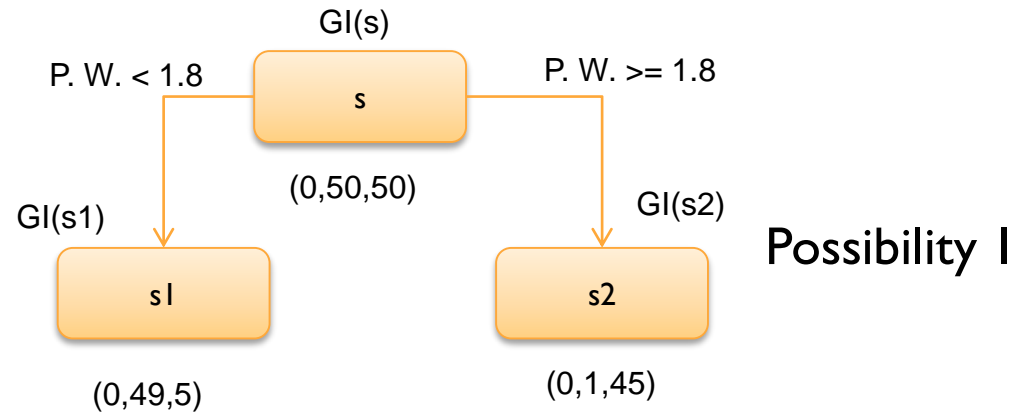 GI(s)
P. W. < 1.8
P. W. >= 1.8
s
(0,50,50)
GI(s1)
GI(s2)
Possibility 1
s1
s2
(0,49,5)
(0,1,45)